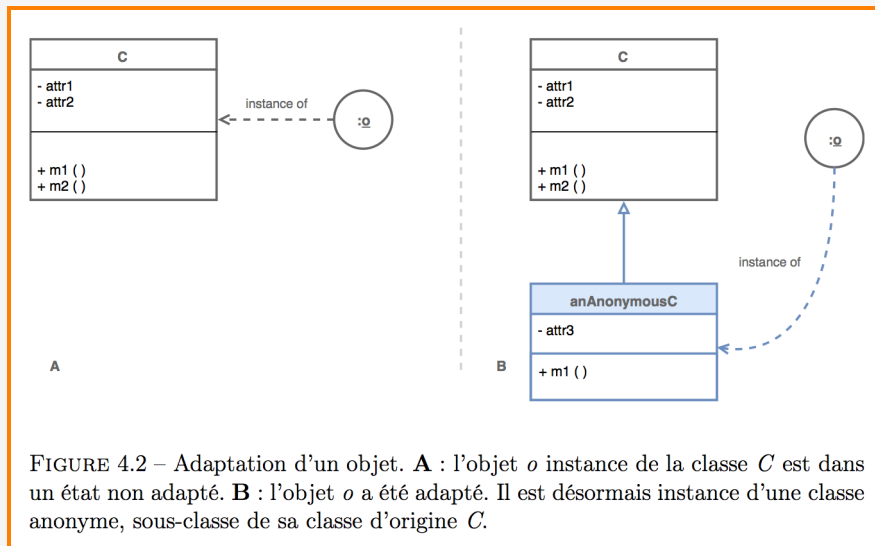 C
- attr1
- attr2
+ m1 ( )
+ m2 ( )
instance of
:o
A
C
- attr1
- attr2
+ m1 ( )
+ m2 ( )
:o
instance of
anAnonymousC
- attr3
+ m1 ( )
B
FIGURE 4.2 – Adaptation d'un objet. A : l'objet o instance de la classe C est dans
un état non adapté. B : l'objet o a été adapté. Il est désormais instance d'une classe
anonyme, sous-classe de sa classe d'origine C.